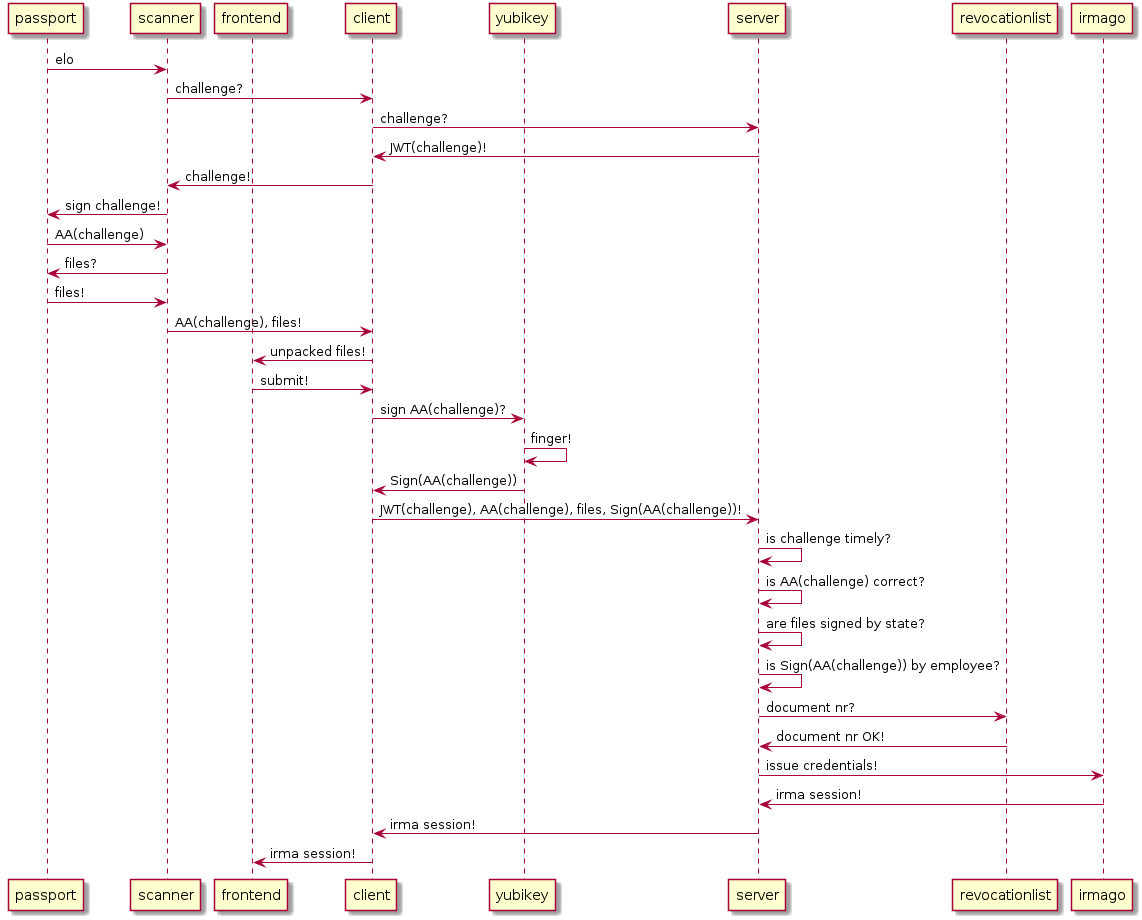 passport scanner frontend client yubikey server revocationlist irmago
elo
challenge?
challenge?
JWT(challenge)!
challenge!
sign challenge!
AA(challenge)
files?
files!
AA(challenge), files!
unpacked files!
submit!
sign AA(challenge)?
finger!
Sign(AA(challenge))
JWT(challenge), AA(challenge), files, Sign(AA(challenge))!
is challenge timely?
is AA(challenge) correct?
are files signed by state?
is Sign(AA(challenge)) by employee?
document nr?
document nr OK!
issue credentials!
irma session!
irma session!
irma session!
passport scanner frontend client yubikey server revocationlist irmago